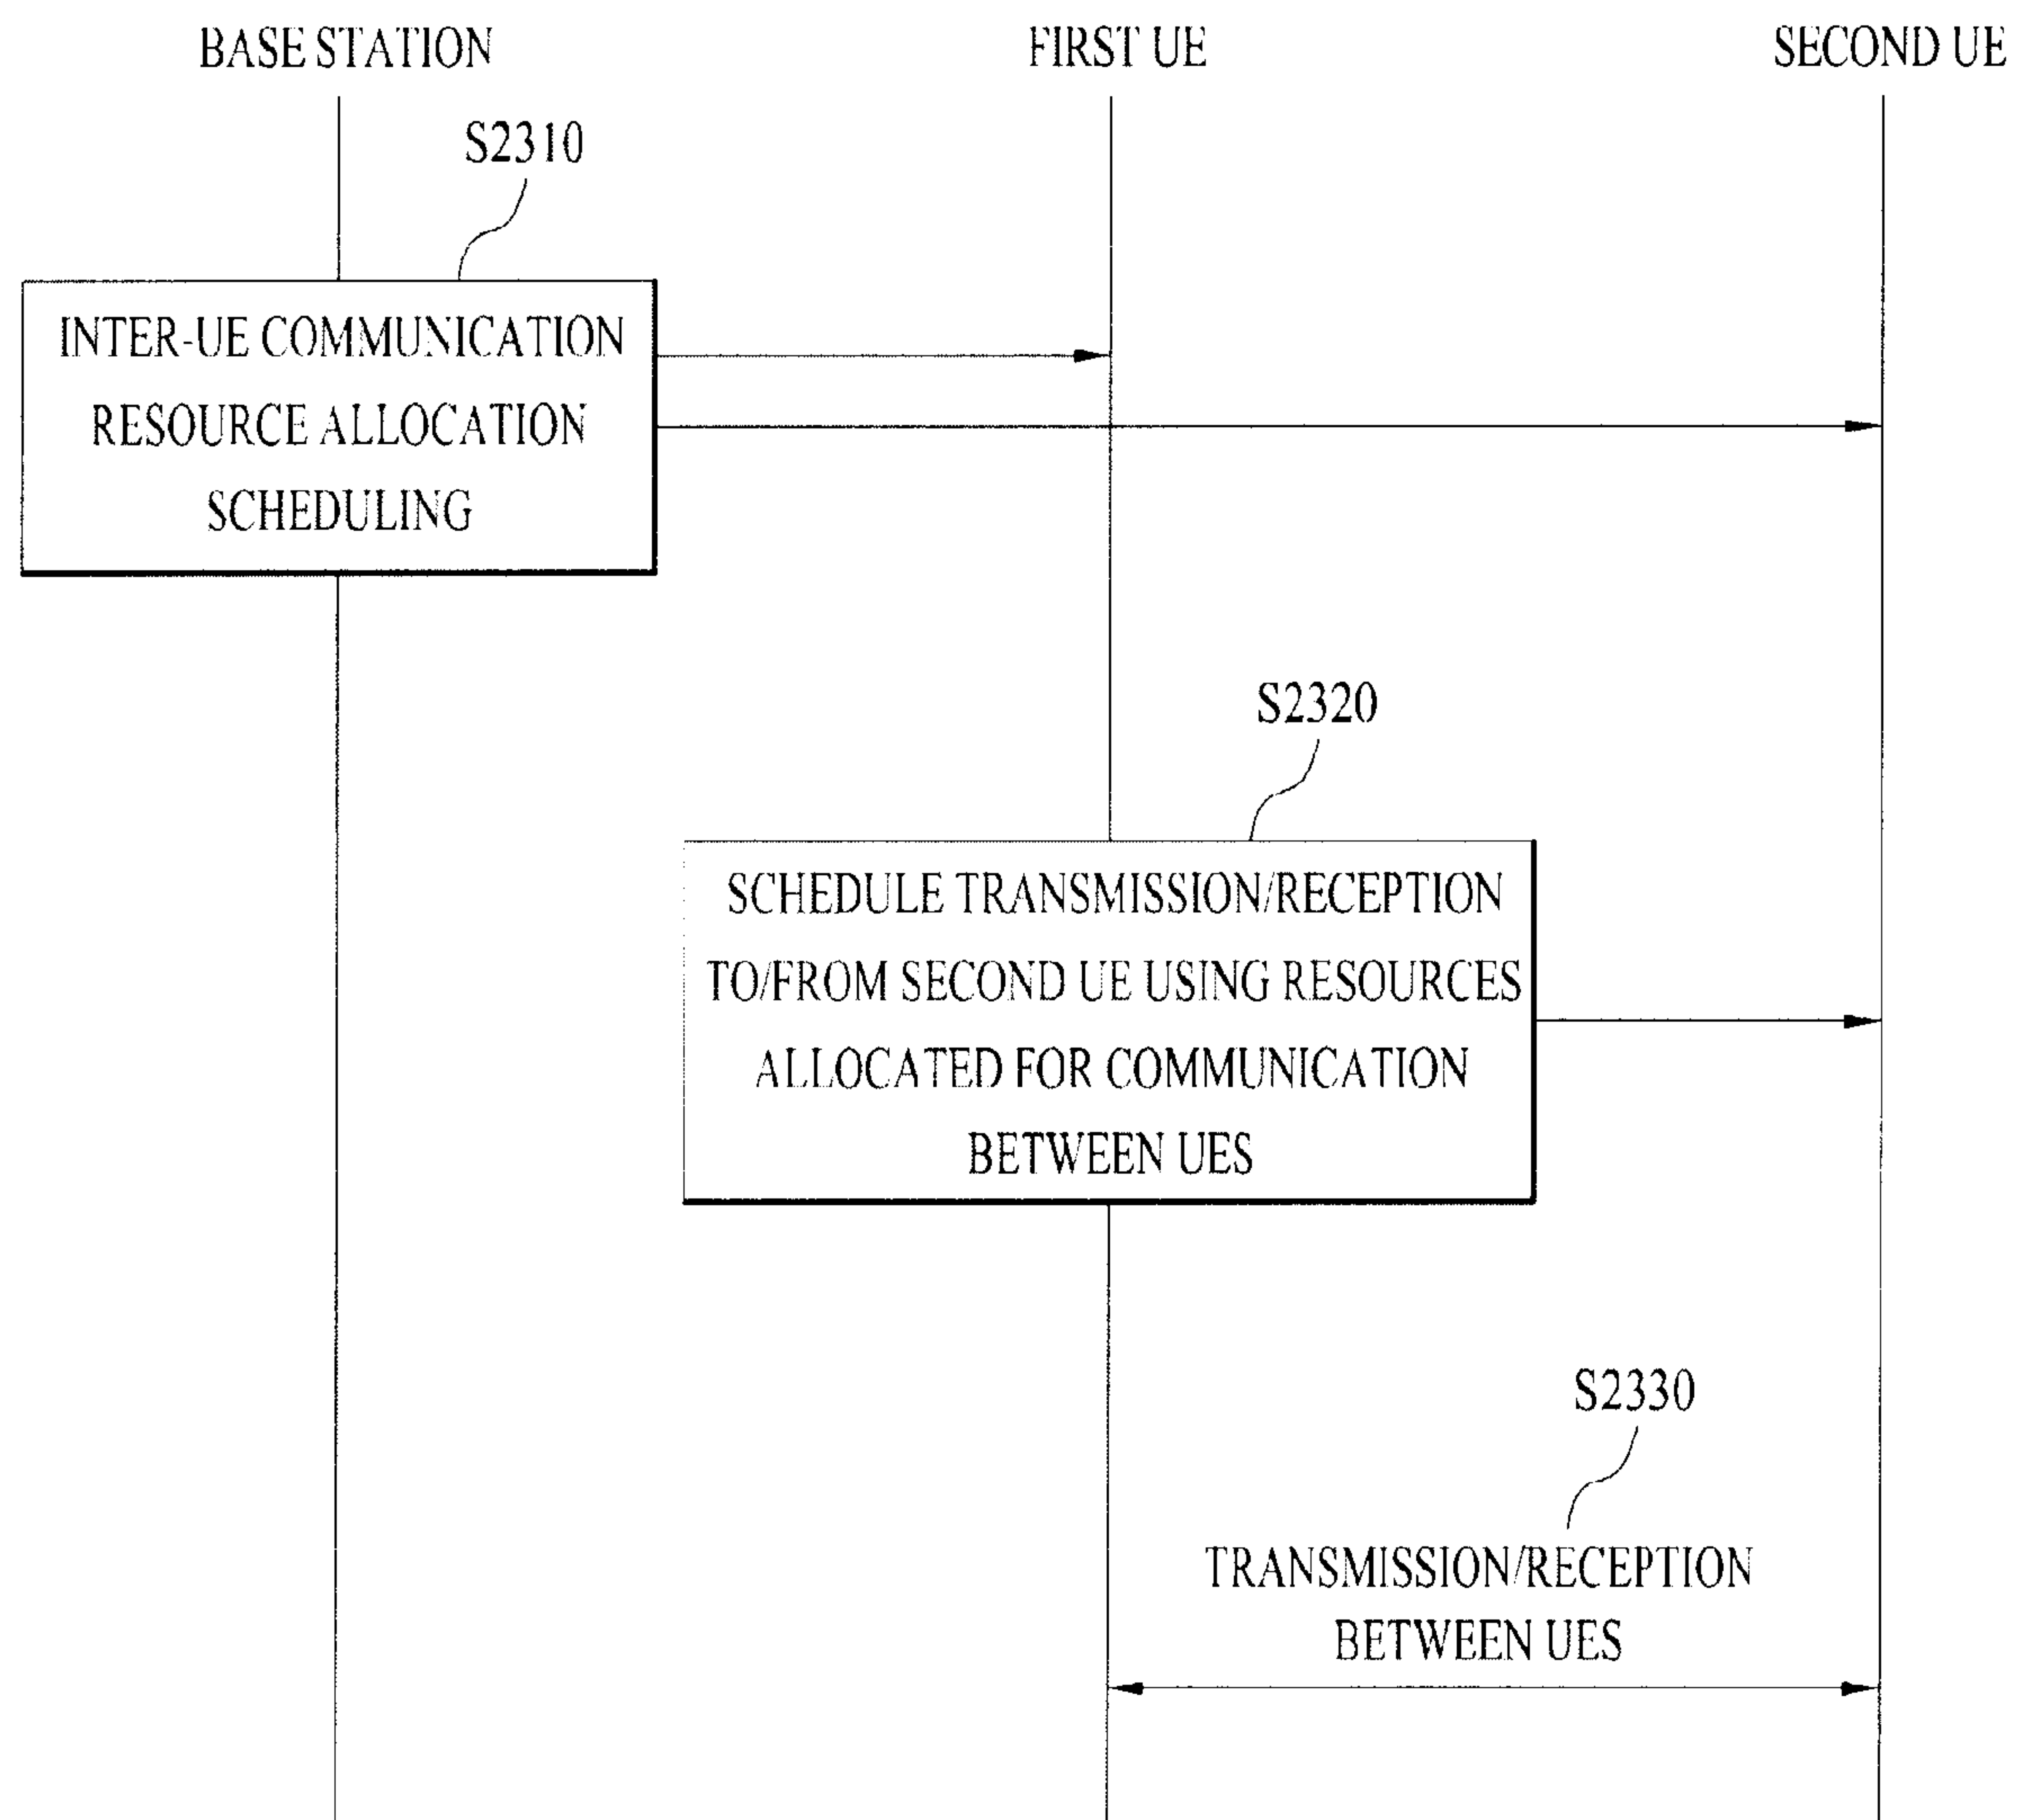 BASE STATION
FIRST UE
SECOND UE
S2310
INTER-UE COMMUNICATION
RESOURCE ALLOCATION
SCHEDULING
S2320
SCHEDULE TRANSMISSION/RECEPTION
TO/FROM SECOND UE USING RESOURCES
ALLOCATED FOR COMMUNICATION
BETWEEN UES
S2330
TRANSMISSION/RECEPTION
BETWEEN UES